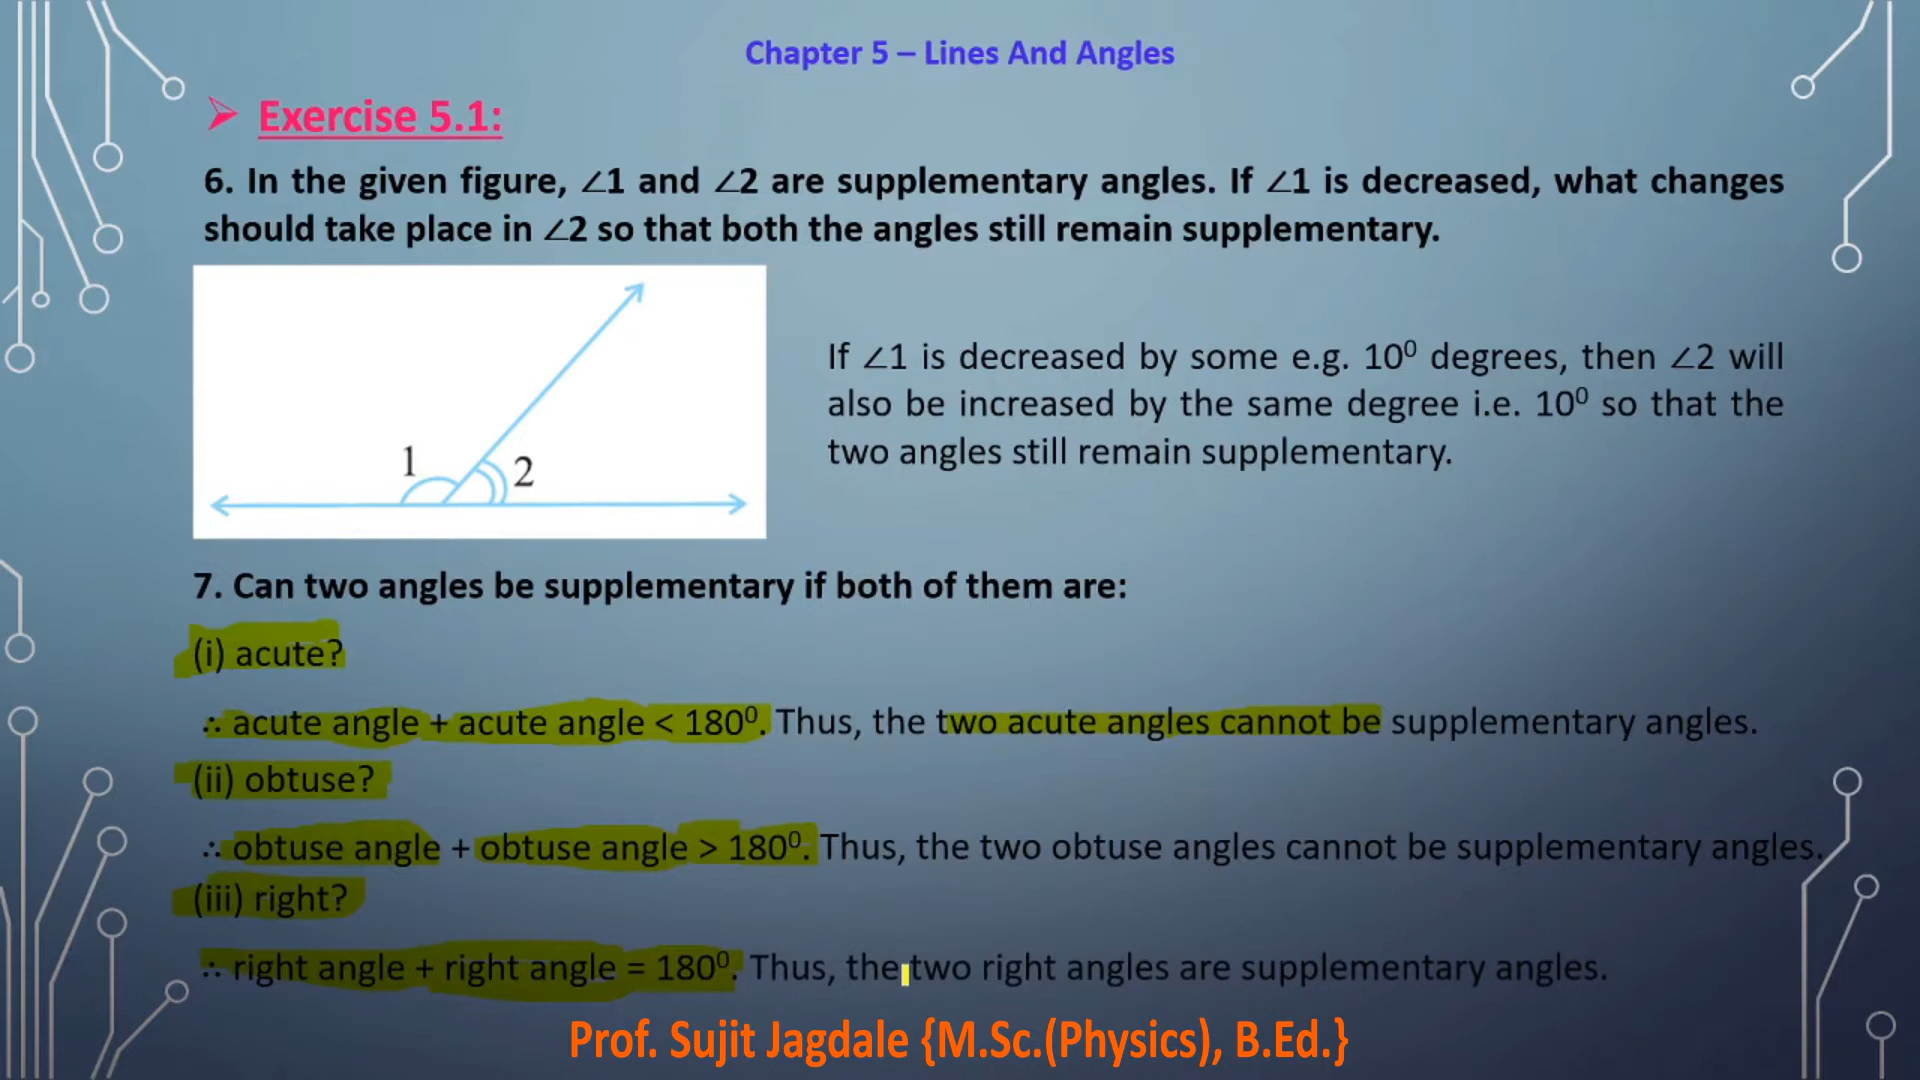 Chapter 5 – Lines And Angles
Exercise 5.1:
6. In the given figure, ∠1 and ∠2 are supplementary angles. If ∠1 is decreased, what changes
should take place in ∠2 so that both the angles still remain supplementary.
If ∠1 is decreased by some e.g. 10⁰ degrees, then ∠2 will
also be increased by the same degree i.e. 10⁰ so that the
two angles still remain supplementary.
1
2
7. Can two angles be supplementary if both of them are:
(i) acute?
∴ acute angle + acute angle < 180⁰. Thus, the two acute angles cannot be supplementary angles.
(ii) obtuse?
∴ obtuse angle + obtuse angle > 180⁰. Thus, the two obtuse angles cannot be supplementary angles.
(iii) right?
∴ right angle + right angle = 180⁰. Thus, the two right angles are supplementary angles.
Prof. Sujit Jagdale {M.Sc.(Physics), B.Ed.}